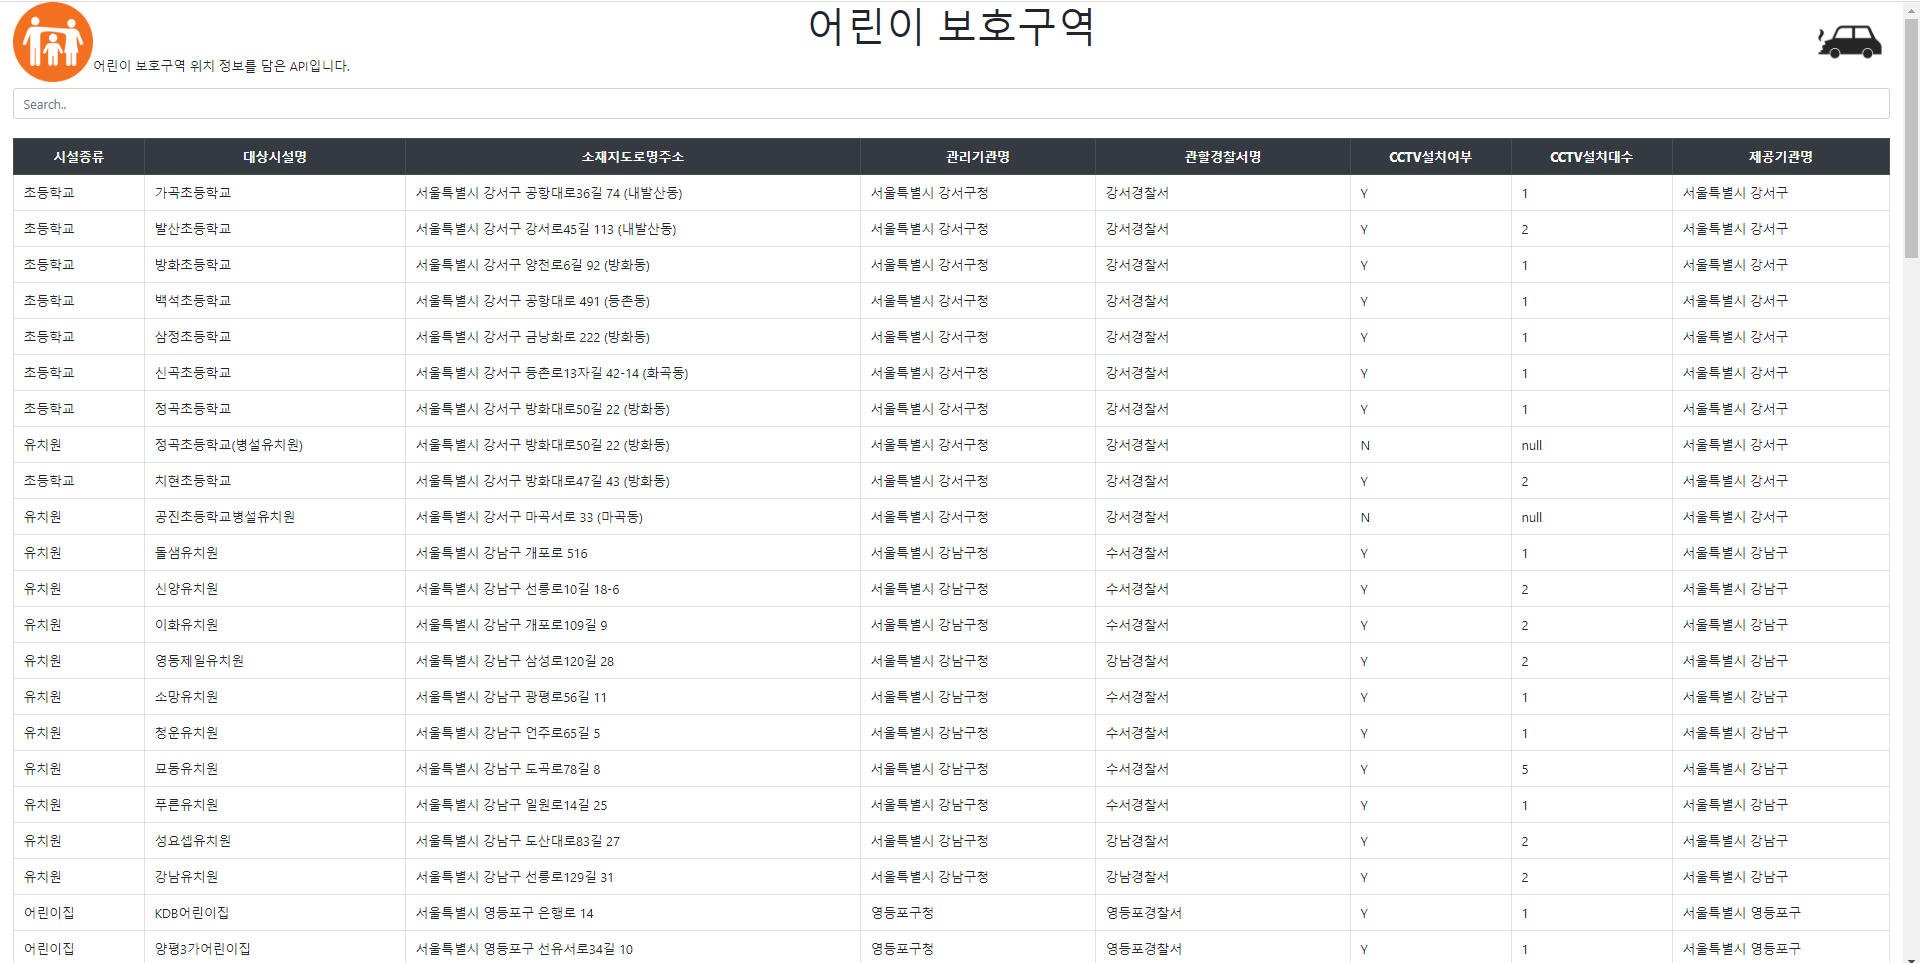 어린이 보호구역
어린이 보호구역 위치 정보를 담은 API입니다.
Search..
시설종류 대상시설명 소재지도로명주소 관리기관명 관할경찰서명 CCTV설치여부 CCTV설치대수 제공기관명
초등학교 가곡초등학교 서울특별시 강서구 공항대로36길 74 (내발산동) 서울특별시 강서구청 강서경찰서 Y 1 서울특별시 강서구
초등학교 발산초등학교 서울특별시 강서구 강서로45길 113 (내발산동) 서울특별시 강서구청 강서경찰서 Y 2 서울특별시 강서구
초등학교 방화초등학교 서울특별시 강서구 양천로6길 92 (방화동) 서울특별시 강서구청 강서경찰서 Y 1 서울특별시 강서구
초등학교 백석초등학교 서울특별시 강서구 공항대로 491 (등촌동) 서울특별시 강서구청 강서경찰서 Y 1 서울특별시 강서구
초등학교 삼정초등학교 서울특별시 강서구 금낭화로 222 (방화동) 서울특별시 강서구청 강서경찰서 Y 1 서울특별시 강서구
초등학교 신곡초등학교 서울특별시 강서구 등촌로13자길 42-14 (화곡동) 서울특별시 강서구청 강서경찰서 Y 1 서울특별시 강서구
초등학교 정곡초등학교 서울특별시 강서구 방화대로50길 22 (방화동) 서울특별시 강서구청 강서경찰서 Y 1 서울특별시 강서구
유치원 정곡초등학교(병설유치원) 서울특별시 강서구 방화대로50길 22 (방화동) 서울특별시 강서구청 강서경찰서 N null 서울특별시 강서구
초등학교 치현초등학교 서울특별시 강서구 방화대로47길 43 (방화동) 서울특별시 강서구청 강서경찰서 Y 2 서울특별시 강서구
유치원 공진초등학교병설유치원 서울특별시 강서구 마곡서로 33 (마곡동) 서울특별시 강서구청 강서경찰서 N null 서울특별시 강서구
유치원 돌샘유치원 서울특별시 강남구 개포로 516 서울특별시 강남구청 수서경찰서 Y 1 서울특별시 강남구
유치원 신양유치원 서울특별시 강남구 선릉로10길 18-6 서울특별시 강남구청 수서경찰서 Y 2 서울특별시 강남구
유치원 이화유치원 서울특별시 강남구 개포로109길 9 서울특별시 강남구청 수서경찰서 Y 2 서울특별시 강남구
유치원 영동제일유치원 서울특별시 강남구 삼성로120길 28 서울특별시 강남구청 강남경찰서 Y 2 서울특별시 강남구
유치원 소망유치원 서울특별시 강남구 광평로56길 11 서울특별시 강남구청 수서경찰서 Y 1 서울특별시 강남구
유치원 청운유치원 서울특별시 강남구 언주로65길 5 서울특별시 강남구청 수서경찰서 Y 1 서울특별시 강남구
유치원 묘동유치원 서울특별시 강남구 도곡로78길 8 서울특별시 강남구청 수서경찰서 Y 5 서울특별시 강남구
유치원 푸른유치원 서울특별시 강남구 일원로14길 25 서울특별시 강남구청 수서경찰서 Y 1 서울특별시 강남구
유치원 성요셉유치원 서울특별시 강남구 도산대로83길 27 서울특별시 강남구청 강남경찰서 Y 2 서울특별시 강남구
유치원 강남유치원 서울특별시 강남구 선릉로129길 31 서울특별시 강남구청 강남경찰서 Y 2 서울특별시 강남구
어린이집 KDB어린이집 서울특별시 영등포구 은행로 14 영등포구청 영등포경찰서 Y 1 서울특별시 영등포구
어린이집 양평3가어린이집 서울특별시 영등포구 선유서로34길 10 영등포구청 영등포경찰서 Y 1 서울특별시 영등포구